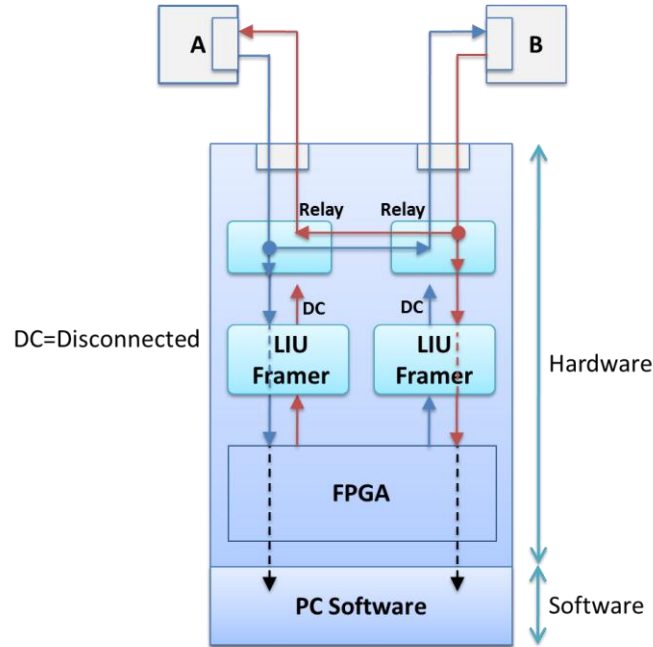 A
B
Relay
Relay
DC
DC
DC=Disconnected
LIU
Framer
LIU
Framer
Hardware
FPGA
PC Software
Software